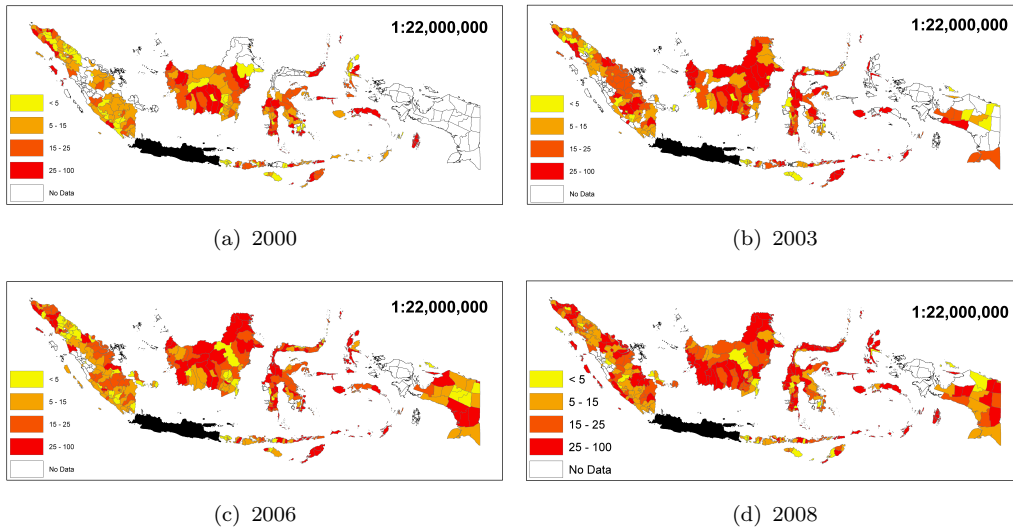 1:22,000,000
< 5
5 - 15
15 - 25
25 - 100
No Data
(a) 2000
1:22,000,000
< 5
5 - 15
15 - 25
25 - 100
No Data
(b) 2003
1:22,000,000
< 5
5 - 15
15 - 25
25 - 100
No Data
(c) 2006
1:22,000,000
< 5
5 - 15
15 - 25
25 - 100
No Data
(d) 2008